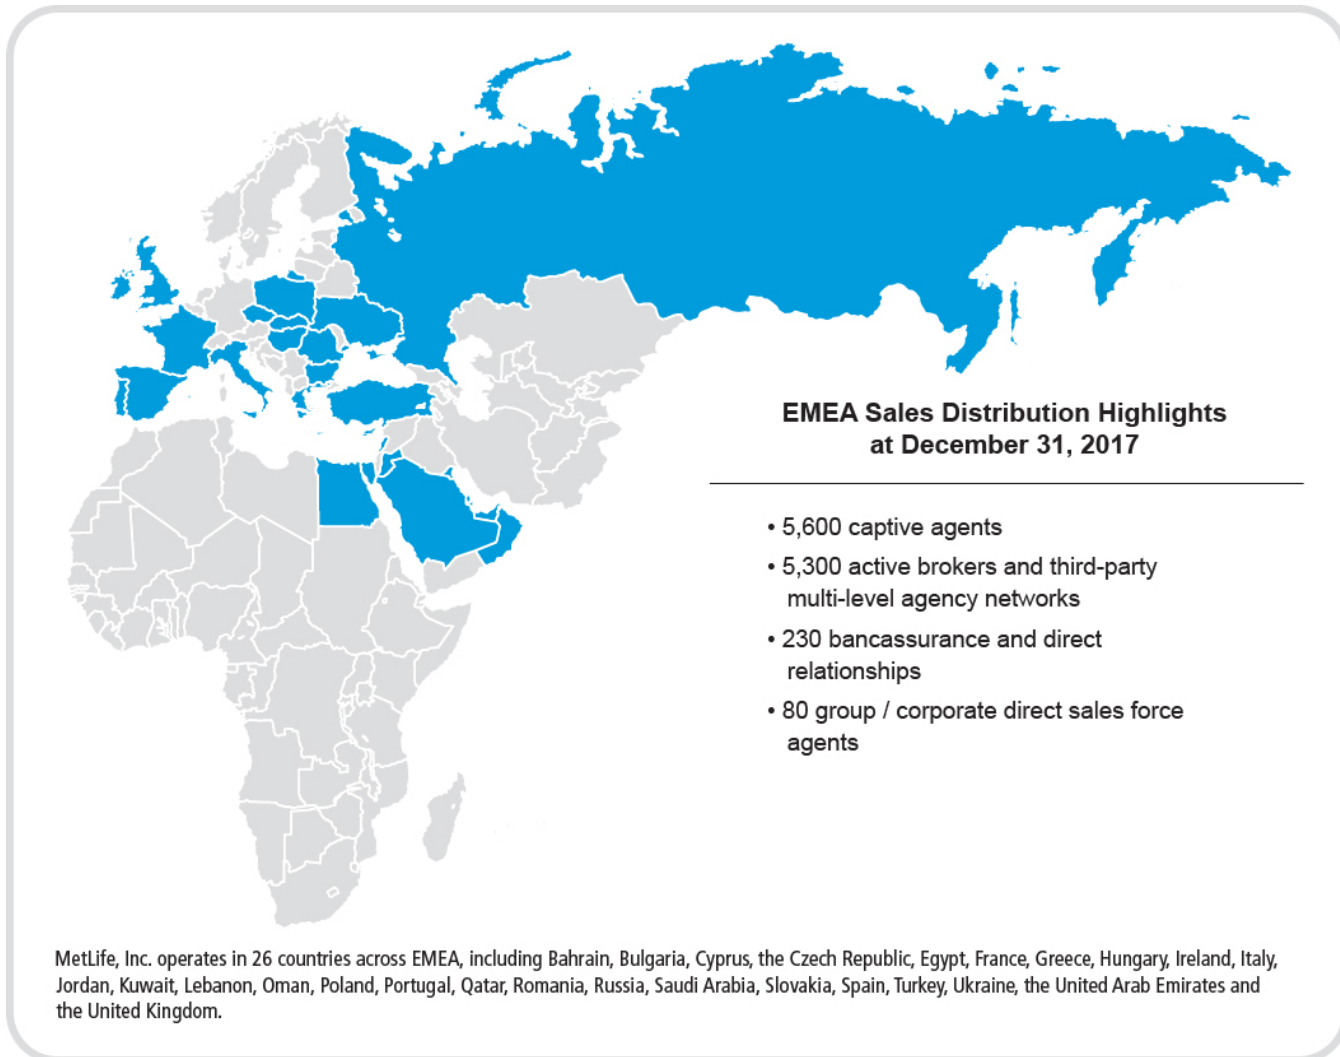 EMEA Sales Distribution Highlights
at December 31, 2017
• 5,600 captive agents
• 5,300 active brokers and third-party
multi-level agency networks
• 230 bancassurance and direct
relationships
• 80 group / corporate direct sales force
agents
MetLife, Inc. operates in 26 countries across EMEA, including Bahrain, Bulgaria, Cyprus, the Czech Republic, Egypt, France, Greece, Hungary, Ireland, Italy,
Jordan, Kuwait, Lebanon, Oman, Poland, Portugal, Qatar, Romania, Russia, Saudi Arabia, Slovakia, Spain, Turkey, Ukraine, the United Arab Emirates and
the United Kingdom.